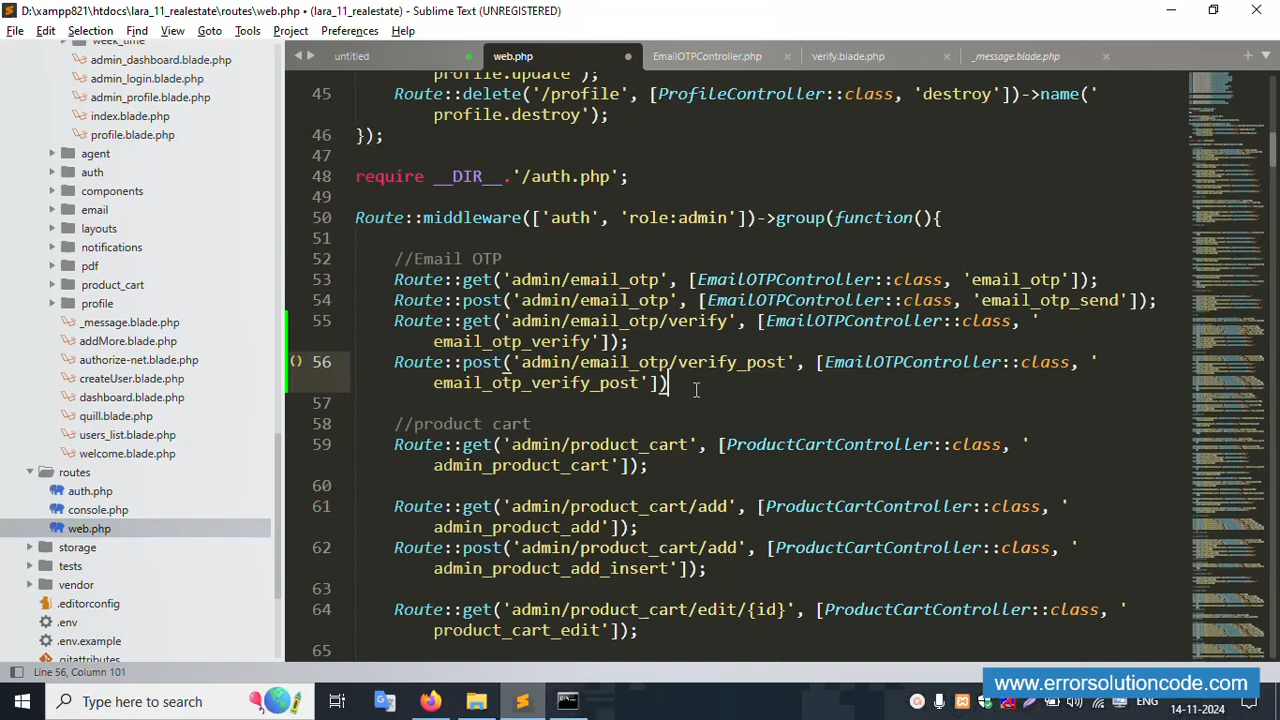 D:\xampp821\htdocs\lara_11_realestate\routes\web.php • (lara_11_realestate) - Sublime Text (UNREGISTERED)
File Edit Selection Find View Goto Tools Project Preferences Help
week_time
admin_dashboard.blade.php
admin_login.blade.php
admin_profile.blade.php
index.blade.php
profile.blade.php
agent
auth
components
email
layouts
notifications
pdf
product_cart
profile
_message.blade.php
addMore.blade.php
authorize-net.blade.php
createUser.blade.php
dashboard.blade.php
quill.blade.php
users_list.blade.php
welcome.blade.php
routes
auth.php
console.php
web.php
storage
tests
vendor
.editorconfig
.env
.env.example
.gitattributes
untitled web.php EmailOTPController.php verify.blade.php _message.blade.php
profile.update');
45 Route::delete('/profile', [ProfileController::class, 'destroy'])->name('
profile.destroy');
46 });
47
48 require __DIR__.'/auth.php';
49
50 Route::middleware(['auth', 'role:admin'])->group(function(){
51
52 //Email OTP
53 Route::get('admin/email_otp', [EmailOTPController::class, 'email_otp']);
54 Route::post('admin/email_otp', [EmailOTPController::class, 'email_otp_send']);
55 Route::get('admin/email_otp/verify', [EmailOTPController::class, '
email_otp_verify']);
56 Route::post('admin/email_otp/verify_post', [EmailOTPController::class, '
email_otp_verify_post'])
57
58 //product cart
59 Route::get('admin/product_cart', [ProductCartController::class, '
admin_product_cart']);
60
61 Route::get('admin/product_cart/add', [ProductCartController::class, '
admin_product_add']);
62 Route::post('admin/product_cart/add', [ProductCartController::class, '
admin_product_add_insert']);
63
64 Route::get('admin/product_cart/edit/{id}', [ProductCartController::class, '
product_cart_edit']);
65
Line 56, Column 101
www.errorsolutioncode.com
Type here to search
ENG
14-11-2024